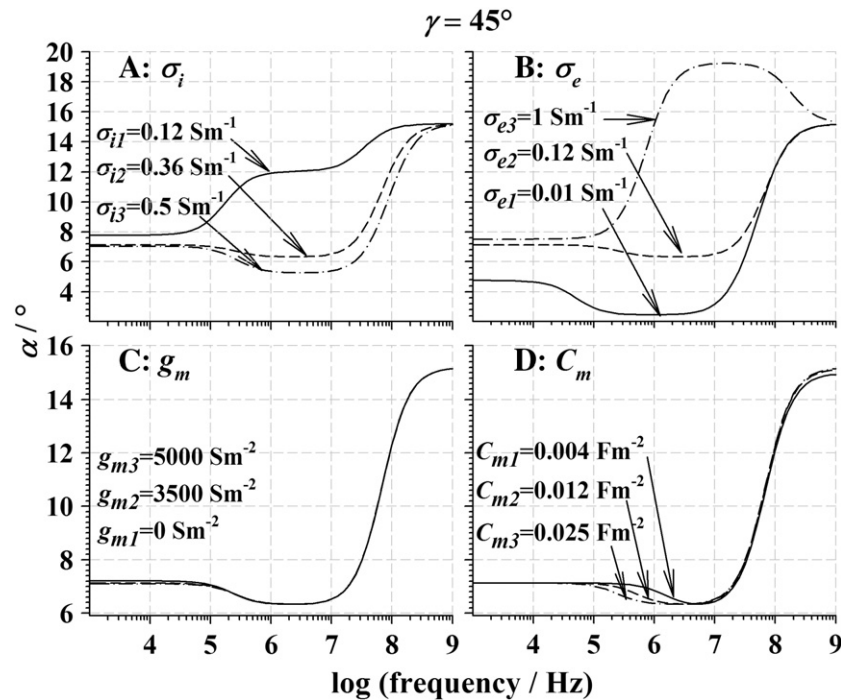 γ = 45°
A: σi
σi1=0.12 Sm-1
σi2=0.36 Sm-1
σi3=0.5 Sm-1
B: σe
σe3=1 Sm-1
σe2=0.12 Sm-1
σe1=0.01 Sm-1
20
18
16
14
12
10
8
6
4
α / °
C: gm
gm3=5000 Sm-2
gm2=3500 Sm-2
gm1=0 Sm-2
D: Cm
Cm1=0.004 Fm-2
Cm2=0.012 Fm-2
Cm3=0.025 Fm-2
16
14
12
10
8
6
4 5 6 7 8 9
4 5 6 7 8 9
log (frequency / Hz)
log (frequency / Hz)